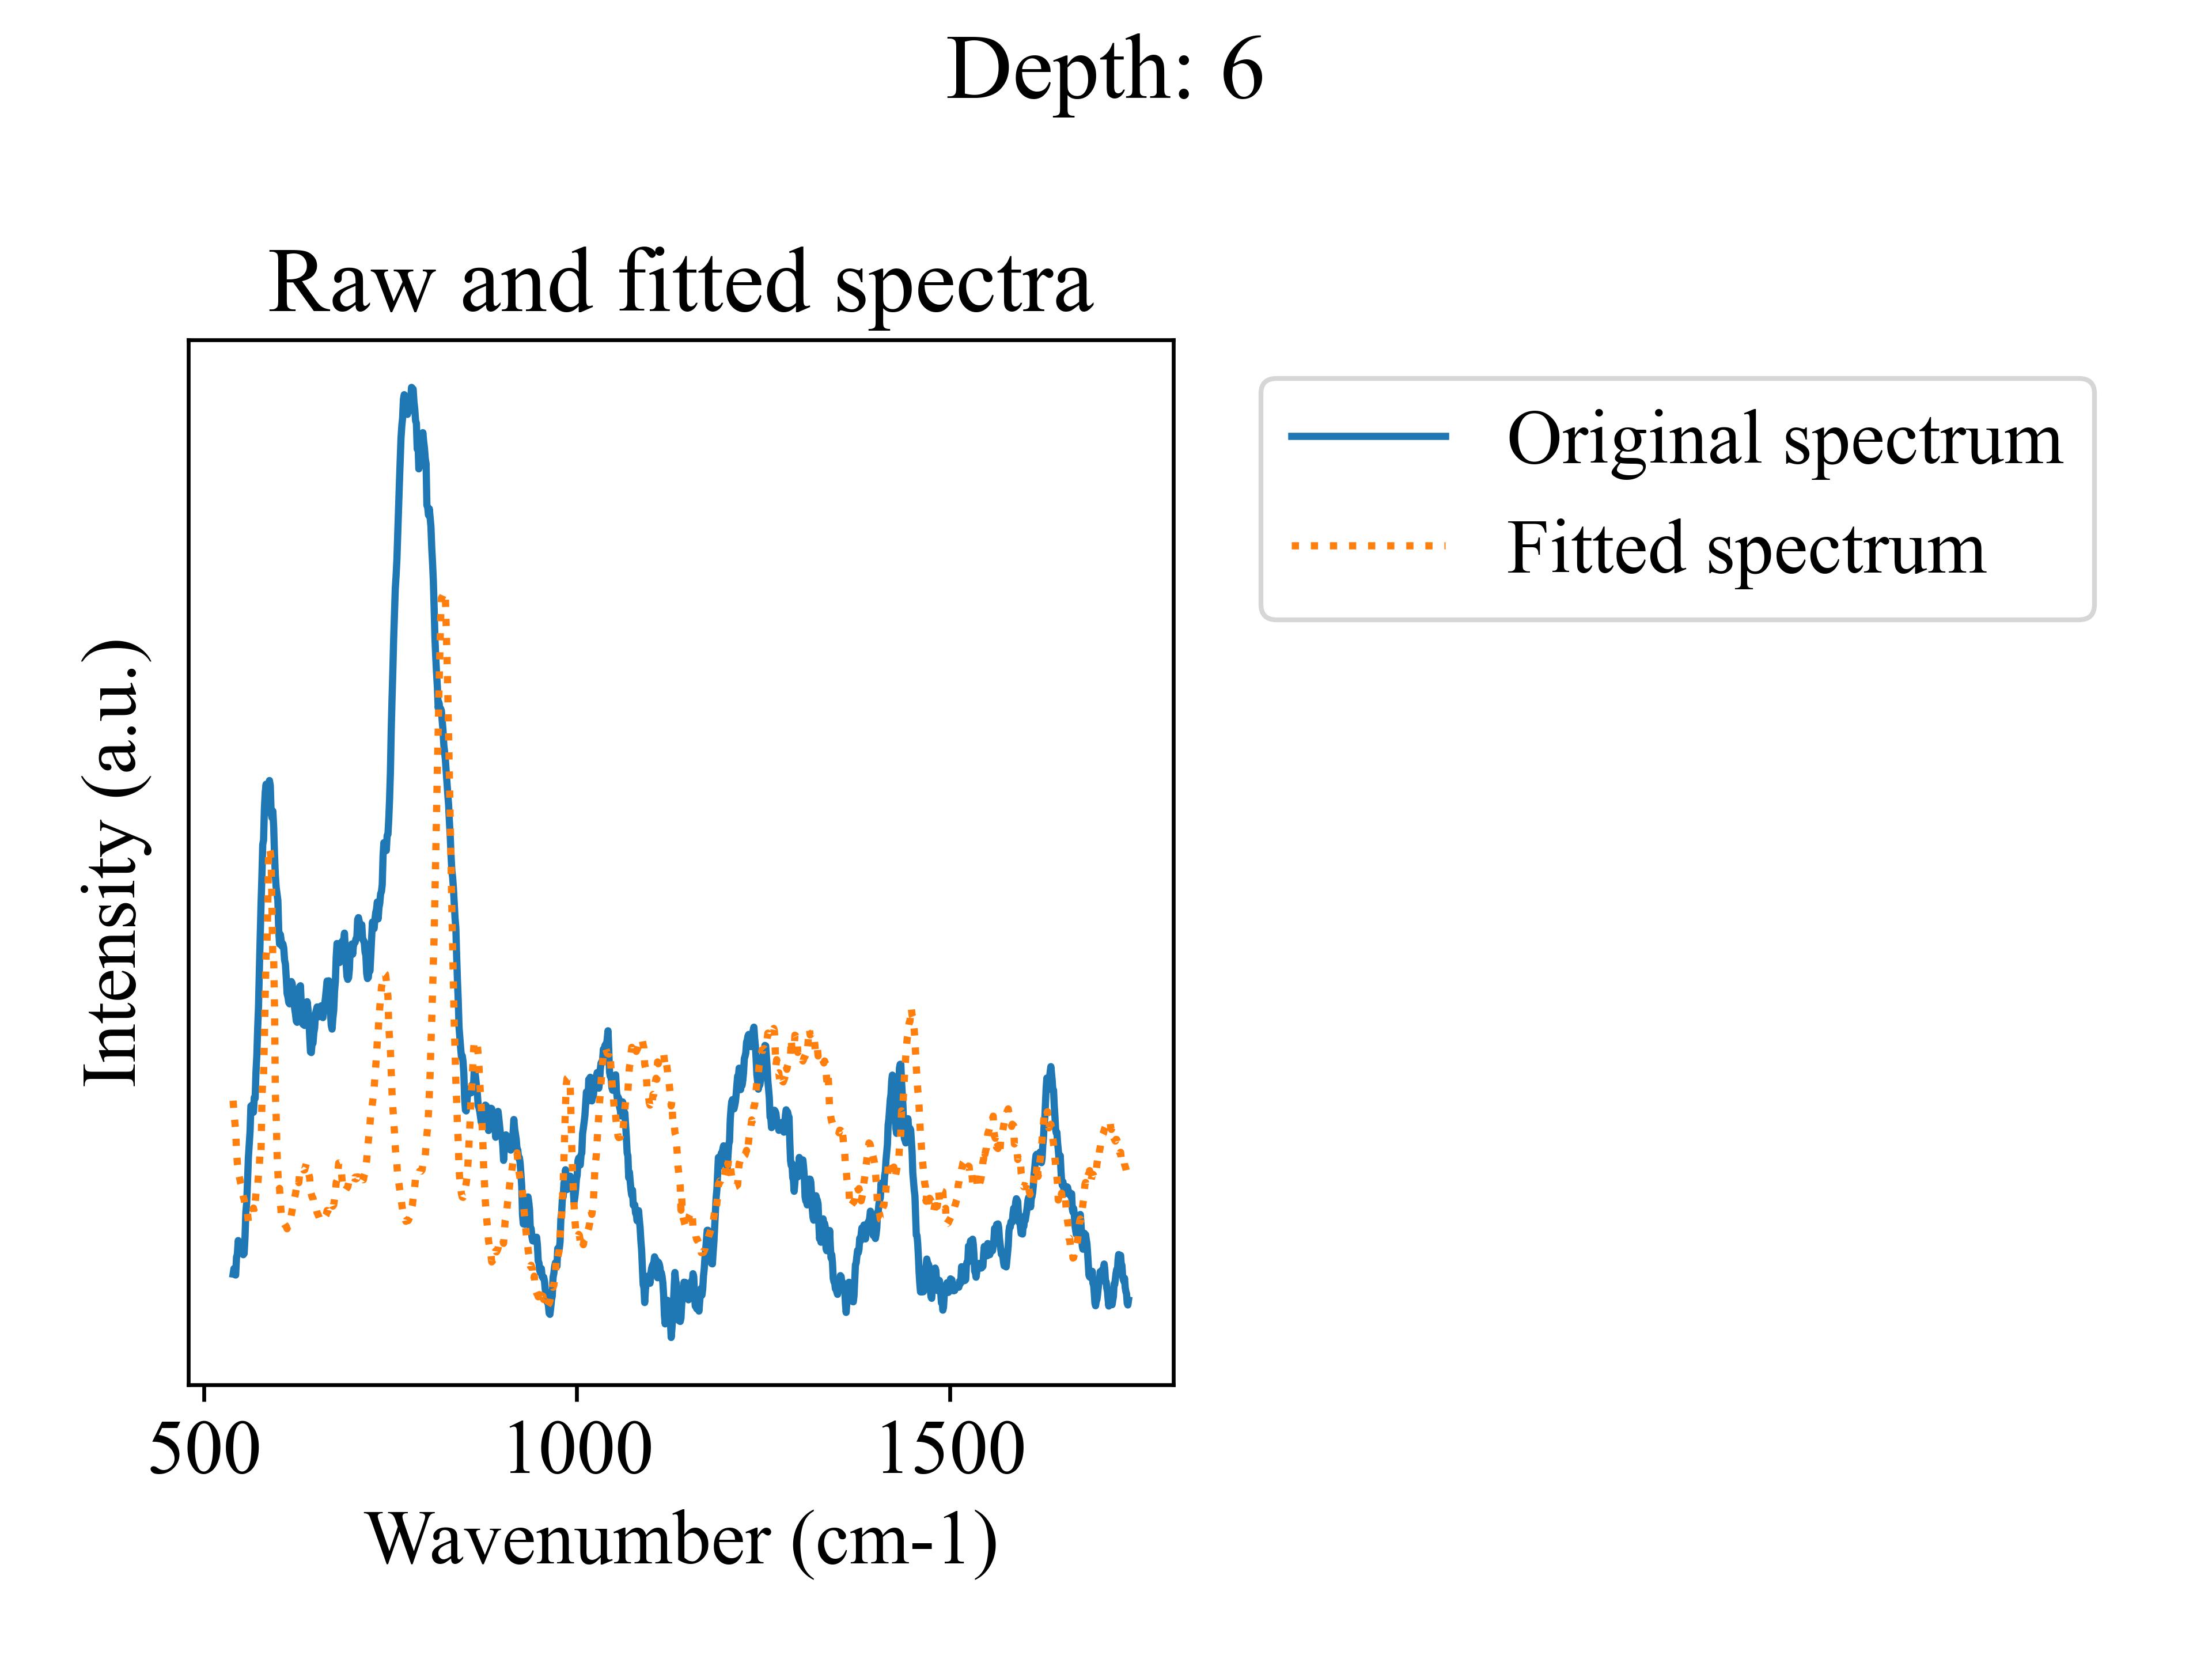 Depth: 6
Raw and fitted spectra
Original spectrum
Fitted spectrum
Intensity (a.u.)
500 1000 1500
Wavenumber (cm-1)